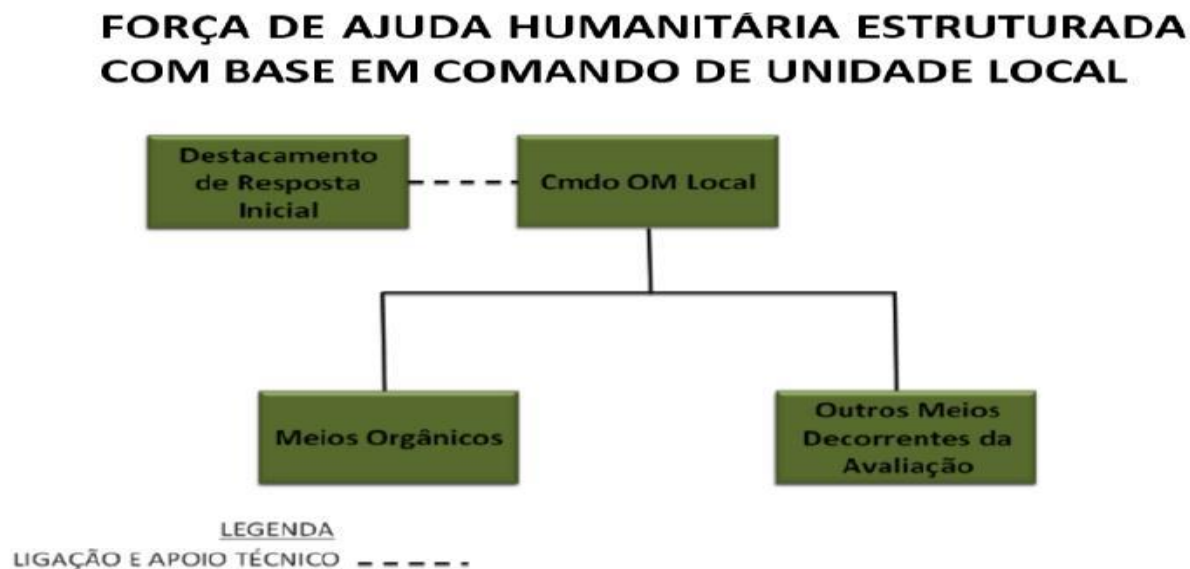 FORÇA DE AJUDA HUMANITÁRIA ESTRUTURADA
COM BASE EM COMANDO DE UNIDADE LOCAL
Destacamento
de Resposta
Inicial
Cmdo OM Local
Meios Orgânicos
Outros Meios
Decorrentes da
Avaliação
LEGENDA
LIGAÇÃO E APOIO TÉCNICO